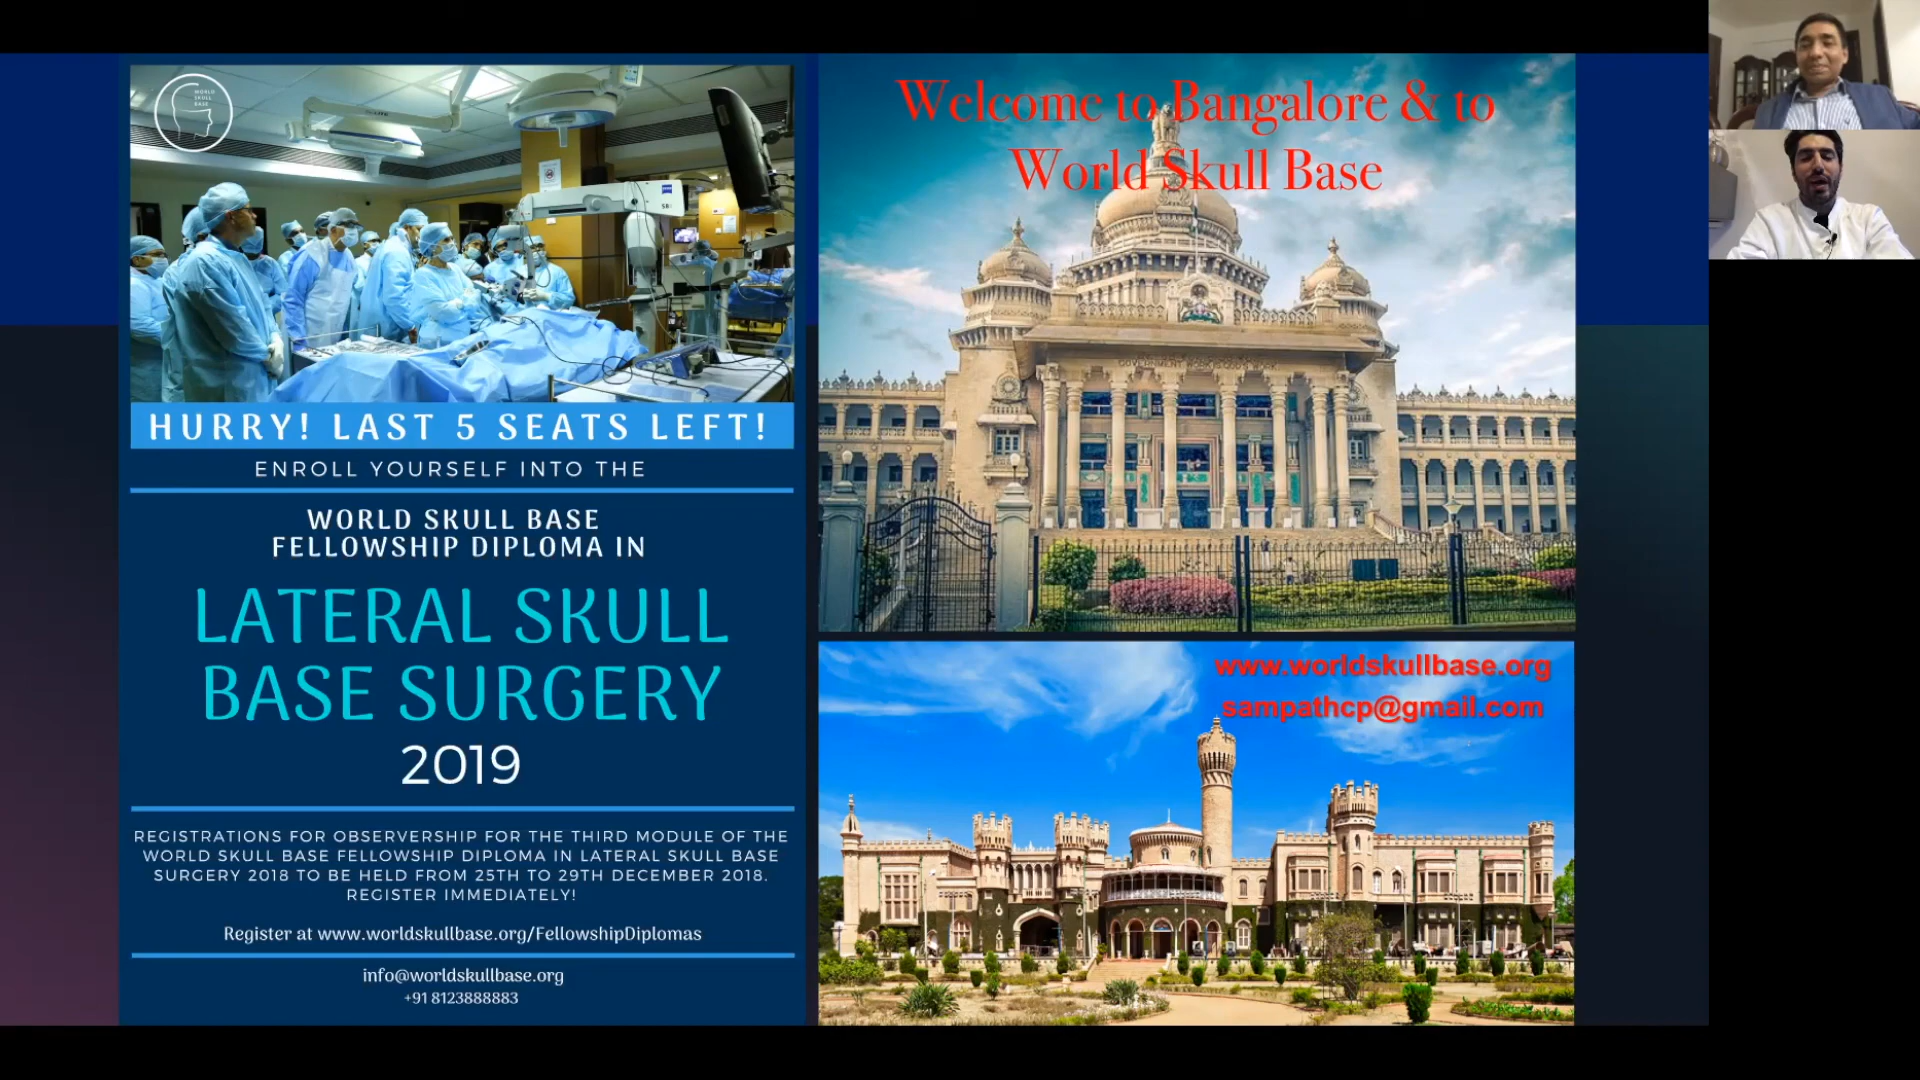 WORLD
SKULL
BASE
HURRY! LAST 5 SEATS LEFT!
ENROLL YOURSELF INTO THE
WORLD SKULL BASE
FELLOWSHIP DIPLOMA IN
LATERAL SKULL
BASE SURGERY
2019
REGISTRATIONS FOR OBSERVERSHIP FOR THE THIRD MODULE OF THE
WORLD SKULL BASE FELLOWSHIP DIPLOMA IN LATERAL SKULL BASE
SURGERY 2018 TO BE HELD FROM 25TH TO 29TH DECEMBER 2018.
REGISTER IMMEDIATELY!
Register at www.worldskullbase.org/FellowshipDiplomas
info@worldskullbase.org
+91 8123888883
Welcome to Bangalore & to
World Skull Base
www.worldskullbase.org
sampathcp@gmail.com